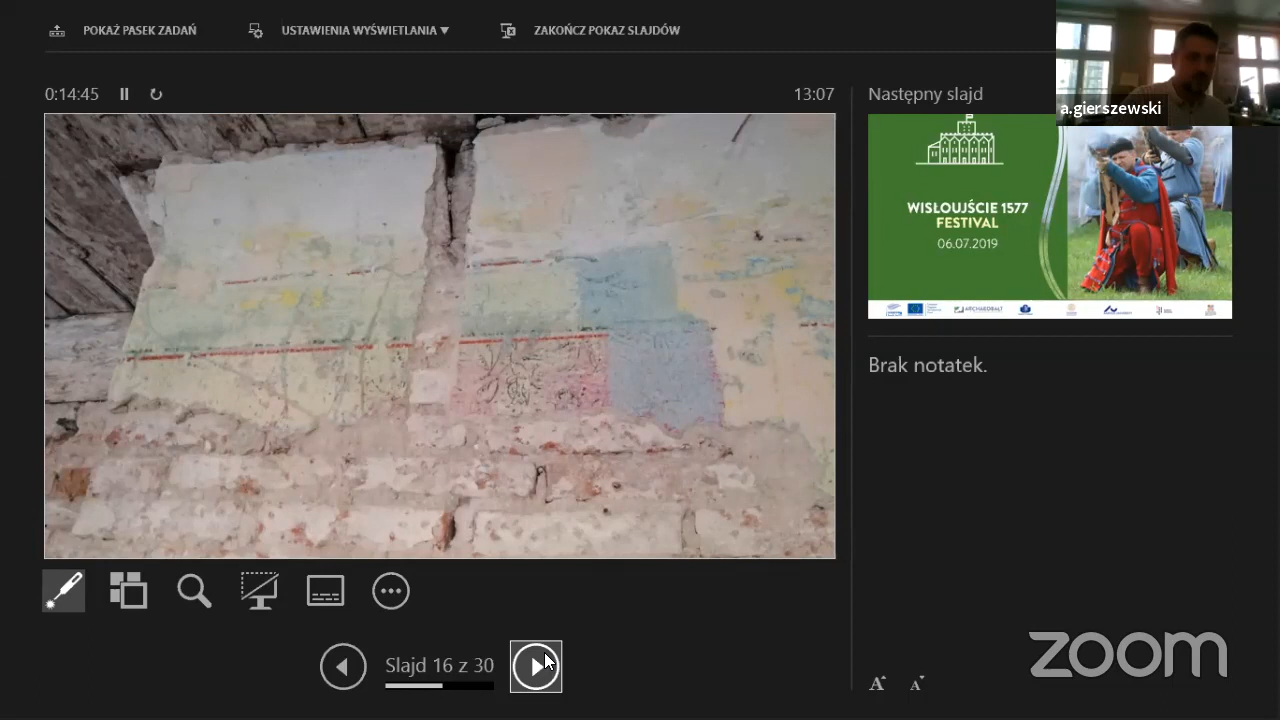 POKAŻ PASEK ZADAŃ
USTAWIENIA WYŚWIETLANIA
ZAKOŃCZ POKAZ SLAJDÓW
a.gierszewski
0:14:45
13:07
Następny slajd
WISŁOUJŚCIE 1577
FESTIVAL
06.07.2019
Brak notatek.
Slajd 16 z 30
A A
zoom